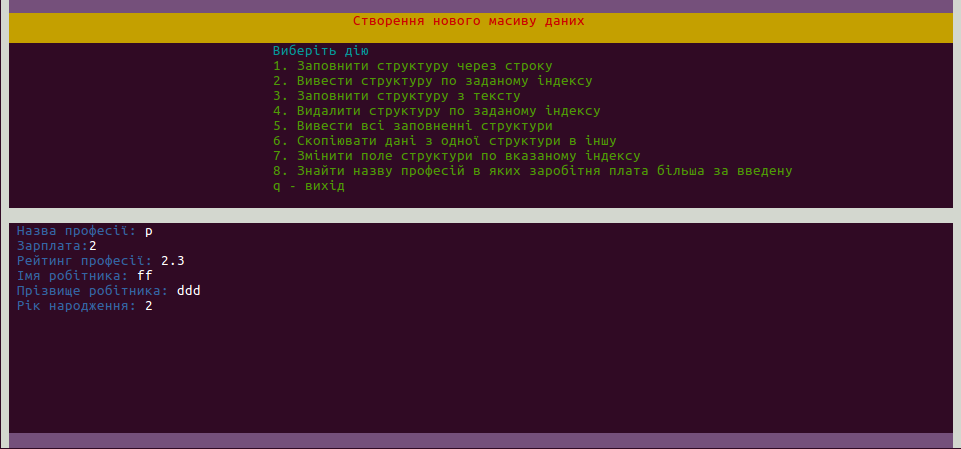 Створення нового масиву даних
Виберіть дію
1. Заповнити структуру через строку
2. Вивести структуру по заданому індексу
3. Заповнити структуру з тексту
4. Видалити структуру по заданому індексу
5. Вивести всі заповненні структури
6. Скопіювати дані з одної структури в іншу
7. Змінити поле структури по вказаному індексу
8. Знайти назву професій в яких заробітня плата більша за введену
q - вихід
Назва професії: p
Зарплата:2
Рейтинг професії: 2.3
Імя робітника: ff
Прізвище робітника: ddd
Рік народження: 2